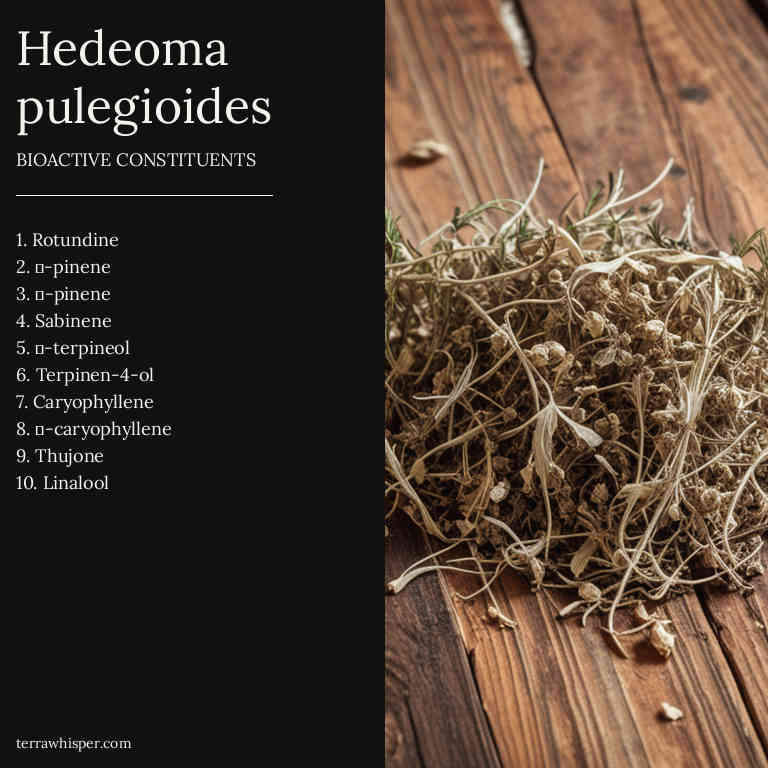 Hedeoma
pulegioides
BIOACTIVE CONSTITUENTS
1. Rotundine
2. □-pinene
3. □-pinene
4. Sabinene
5. □-terpineol
6. Terpinen-4-ol
7. Caryophyllene
8. □-caryophyllene
9. Thujone
10. Linalool
terrawhisper.com